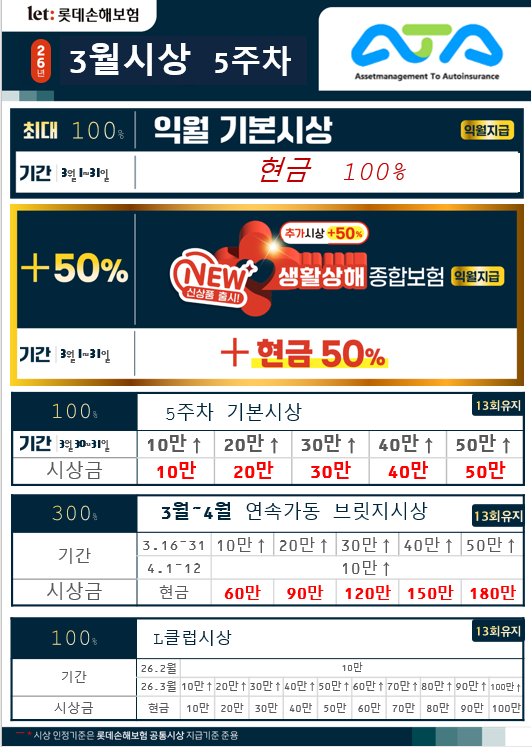 let: 롯데손해보험
26년 3월시상 5주차
ATA
Assetmanagement To Autoinsurance
최대 100% 익월 기본시상 익월지급
기간 3월 1~31일 현금 100%
추가시상 +50%
+50% NEW 신상품 출시! 생활상해종합보험 익월지급
기간 3월 1~31일 + 현금 50%
100% 5주차 기본시상 13회유지
기간 3월30~31일 10만↑ 20만↑ 30만↑ 40만↑ 50만↑
시상금 10만 20만 30만 40만 50만
300% 3월-4월 연속가동 브릿지시상 13회유지
기간 3.16-31 10만↑ 20만↑ 30만↑ 40만↑ 50만↑
4.1-12 10만↑
시상금 현금 60만 90만 120만 150만 180만
100% L클럽시상 13회유지
기간 26.2월 10만
26.3월 10만↑ 20만↑ 30만↑ 40만↑ 50만↑ 60만↑ 70만↑ 80만↑ 90만↑ 100만↑
시상금 현금 10만 20만 30만 40만 50만 60만 70만 80만 90만 100만
* 시상 인정기준은 롯데손해보험 공통시상 지급기준 준용